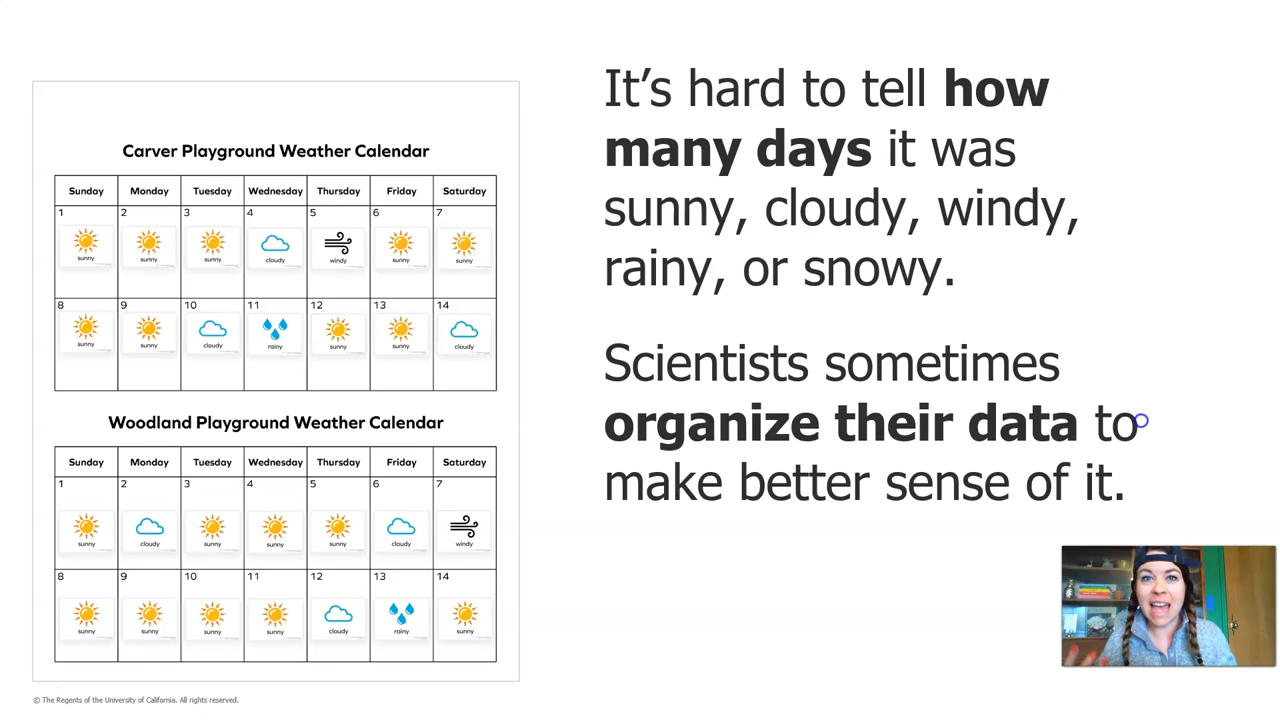 It's hard to tell how
many days it was
sunny, cloudy, windy,
rainy, or snowy.
Scientists sometimes
organize their data to
make better sense of it.
Carver Playground Weather Calendar
Sunday Monday Tuesday Wednesday Thursday Friday Saturday
1 2 3 4 5 6 7
sunny sunny sunny cloudy windy sunny sunny
8 9 10 11 12 13 14
sunny sunny cloudy rainy sunny sunny cloudy
Woodland Playground Weather Calendar
Sunday Monday Tuesday Wednesday Thursday Friday Saturday
1 2 3 4 5 6 7
sunny cloudy sunny sunny sunny cloudy windy
8 9 10 11 12 13 14
sunny sunny sunny sunny cloudy rainy sunny
© The Regents of the University of California. All rights reserved.